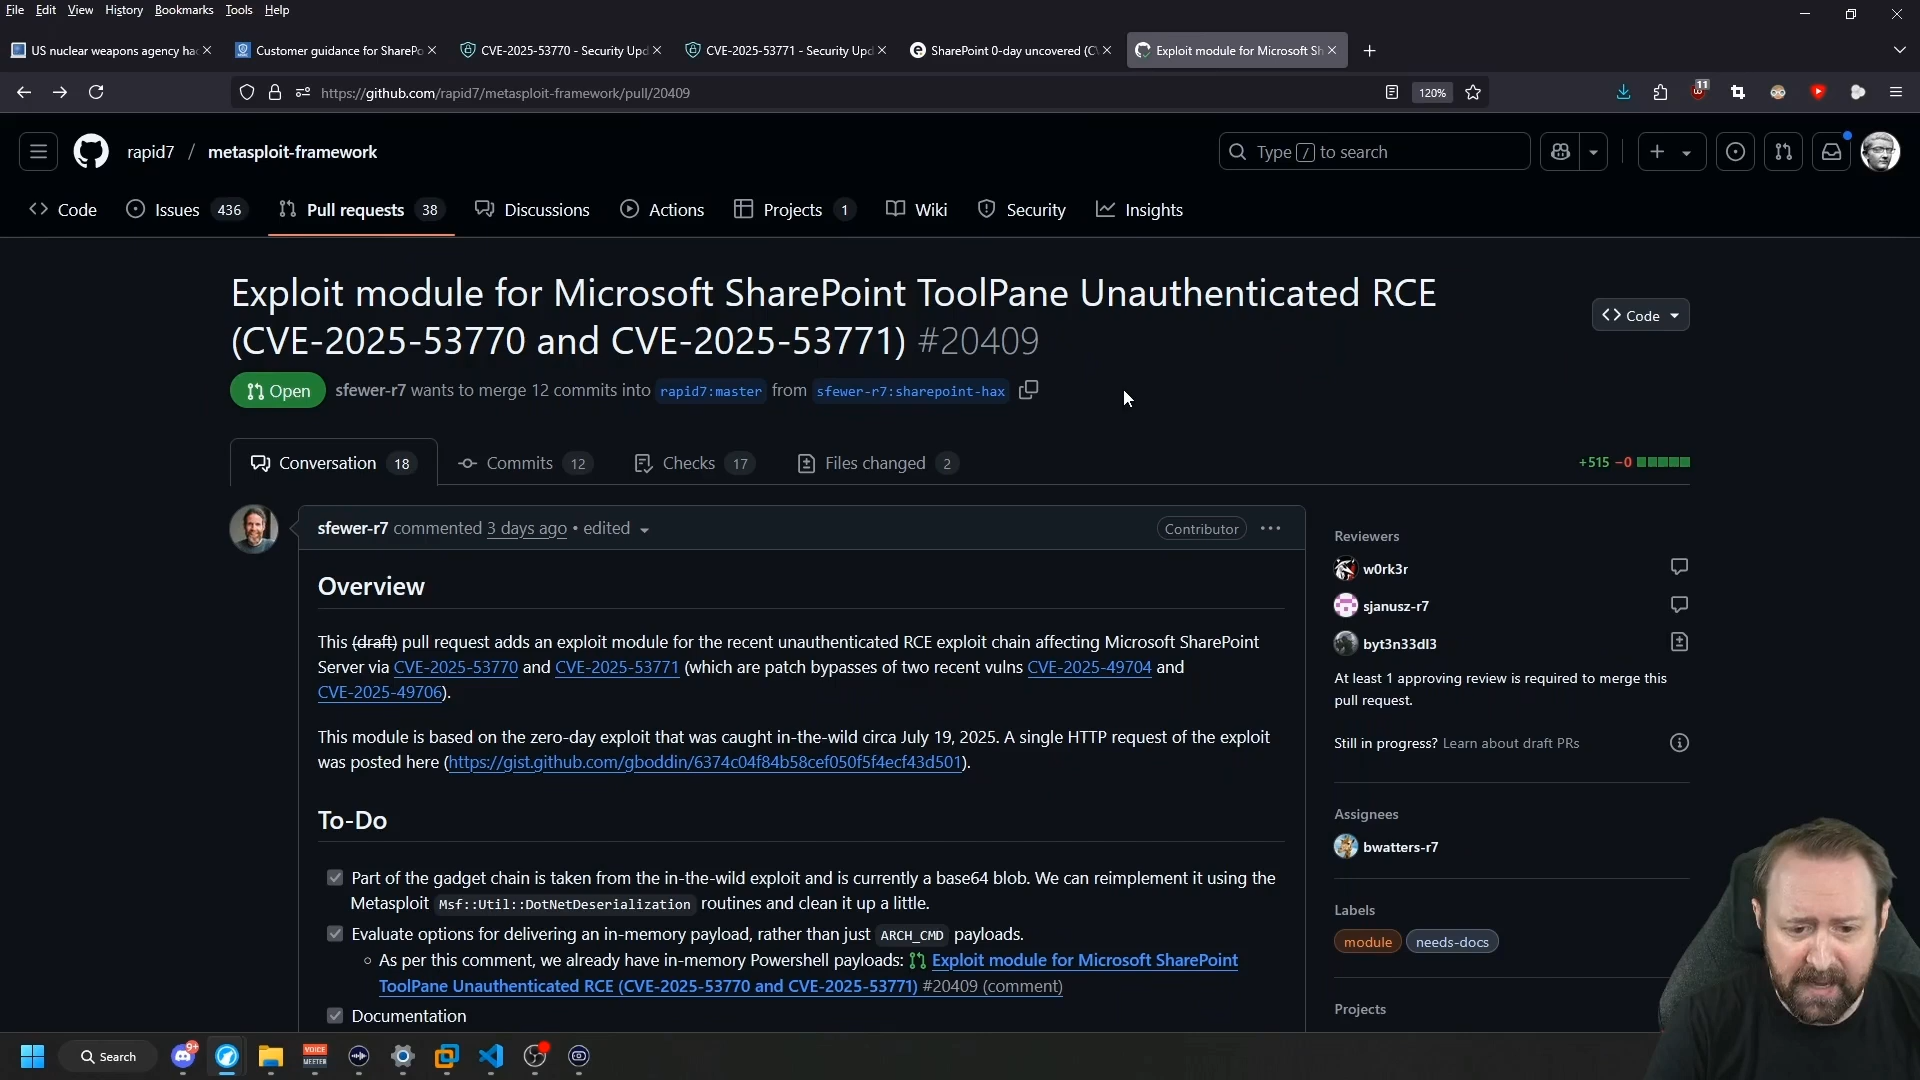 File Edit View History Bookmarks Tools Help
US nuclear weapons agency ha
Customer guidance for SharePo
CVE-2025-53770 - Security Upd
CVE-2025-53771 - Security Upd
SharePoint 0-day uncovered (C
Exploit module for Microsoft Sh
https://github.com/rapid7/metasploit-framework/pull/20409
120%
11
rapid7 / metasploit-framework
Type / to search
Code
Issues 436
Pull requests 38
Discussions
Actions
Projects 1
Wiki
Security
Insights
Exploit module for Microsoft SharePoint ToolPane Unauthenticated RCE
(CVE-2025-53770 and CVE-2025-53771) #20409
Code
Open
sfewer-r7 wants to merge 12 commits into rapid7:master from sfewer-r7:sharepoint-hax
Conversation 18
Commits 12
Checks 17
Files changed 2
+515 −0
sfewer-r7 commented 3 days ago • edited
Contributor
Overview
This (draft) pull request adds an exploit module for the recent unauthenticated RCE exploit chain affecting Microsoft SharePoint
Server via CVE-2025-53770 and CVE-2025-53771 (which are patch bypasses of two recent vulns CVE-2025-49704 and
CVE-2025-49706).
This module is based on the zero-day exploit that was caught in-the-wild circa July 19, 2025. A single HTTP request of the exploit
was posted here (https://gist.github.com/gboddin/6374c04f84b58cef050f5f4ecf43d501).
To-Do
Part of the gadget chain is taken from the in-the-wild exploit and is currently a base64 blob. We can reimplement it using the
Metasploit Msf::Util::DotNetDeserialization routines and clean it up a little.
Evaluate options for delivering an in-memory payload, rather than just ARCH_CMD payloads.
As per this comment, we already have in-memory Powershell payloads: Exploit module for Microsoft SharePoint
ToolPane Unauthenticated RCE (CVE-2025-53770 and CVE-2025-53771) #20409 (comment)
Documentation
Reviewers
w0rk3r
sjanusz-r7
byt3n33dl3
At least 1 approving review is required to merge this
pull request.
Still in progress? Learn about draft PRs
Assignees
bwatters-r7
Labels
module
needs-docs
Projects
Search
9+
VOICE
MEETER